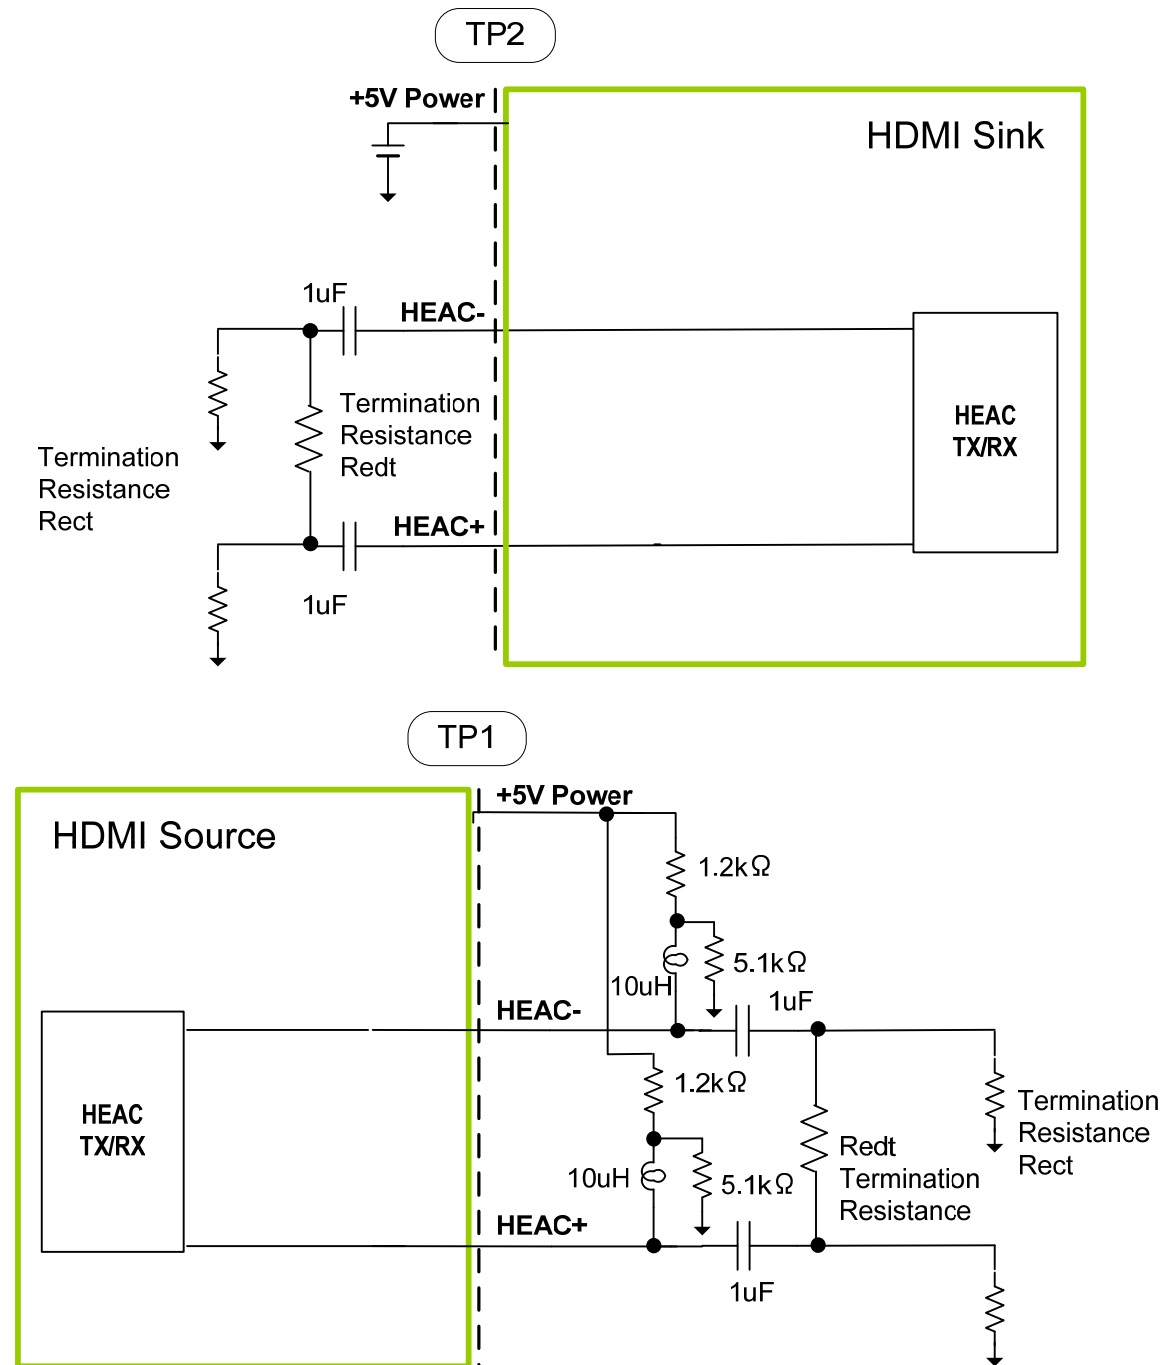 TP2
+5V Power
HDMI Sink
1uF
HEAC-
Termination
Resistance
Redt
HEAC
TX/RX
Termination
Resistance
Rect
HEAC+
1uF
TP1
+5V Power
HDMI Source
1.2kΩ
5.1kΩ
10uH
1uF
HEAC-
1.2kΩ
HEAC
TX/RX
Termination
Resistance
Rect
Redt
Termination
Resistance
10uH
5.1kΩ
HEAC+
1uF